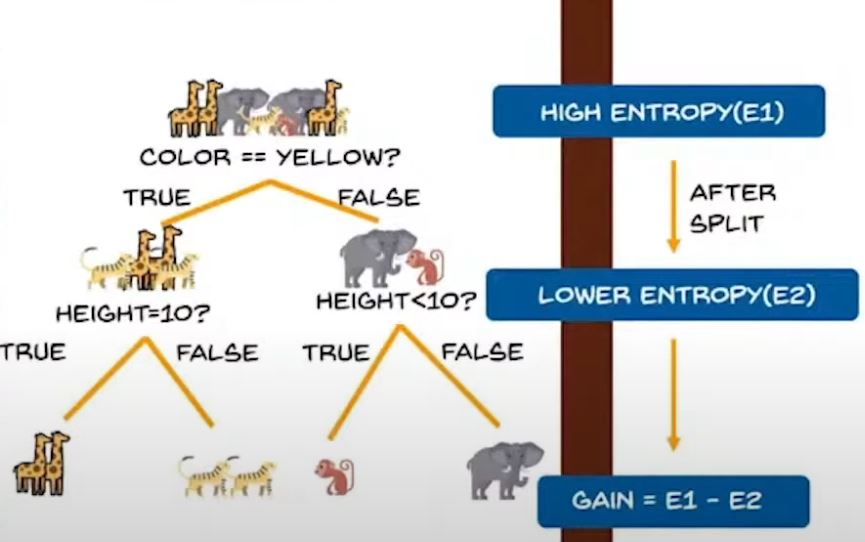 HIGH ENTROPY(E1)
COLOR == YELLOW?
TRUE
FALSE
AFTER
SPLIT
HEIGHT=10?
HEIGHT<10?
LOWER ENTROPY(E2)
TRUE
FALSE
TRUE
FALSE
GAIN = E1 - E2